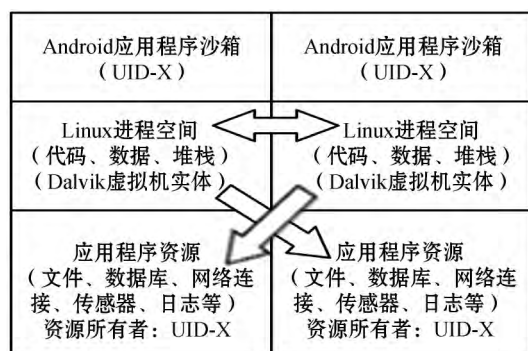 Android应用程序沙箱
（UID-X）
Linux进程空间
（代码、数据、堆栈）
(Dalvik虚拟机实体）
应用程序资源
（文件、数据库、网络连
接、传感器、日志等）
资源所有者：UID-X
Android应用程序沙箱
（UID-X）
Linux进程空间
（代码、数据、堆栈）
(Dalvik虚拟机实体）
应用程序资源
（文件、数据库、网络连
接、传感器、日志等）
资源所有者：UID-X